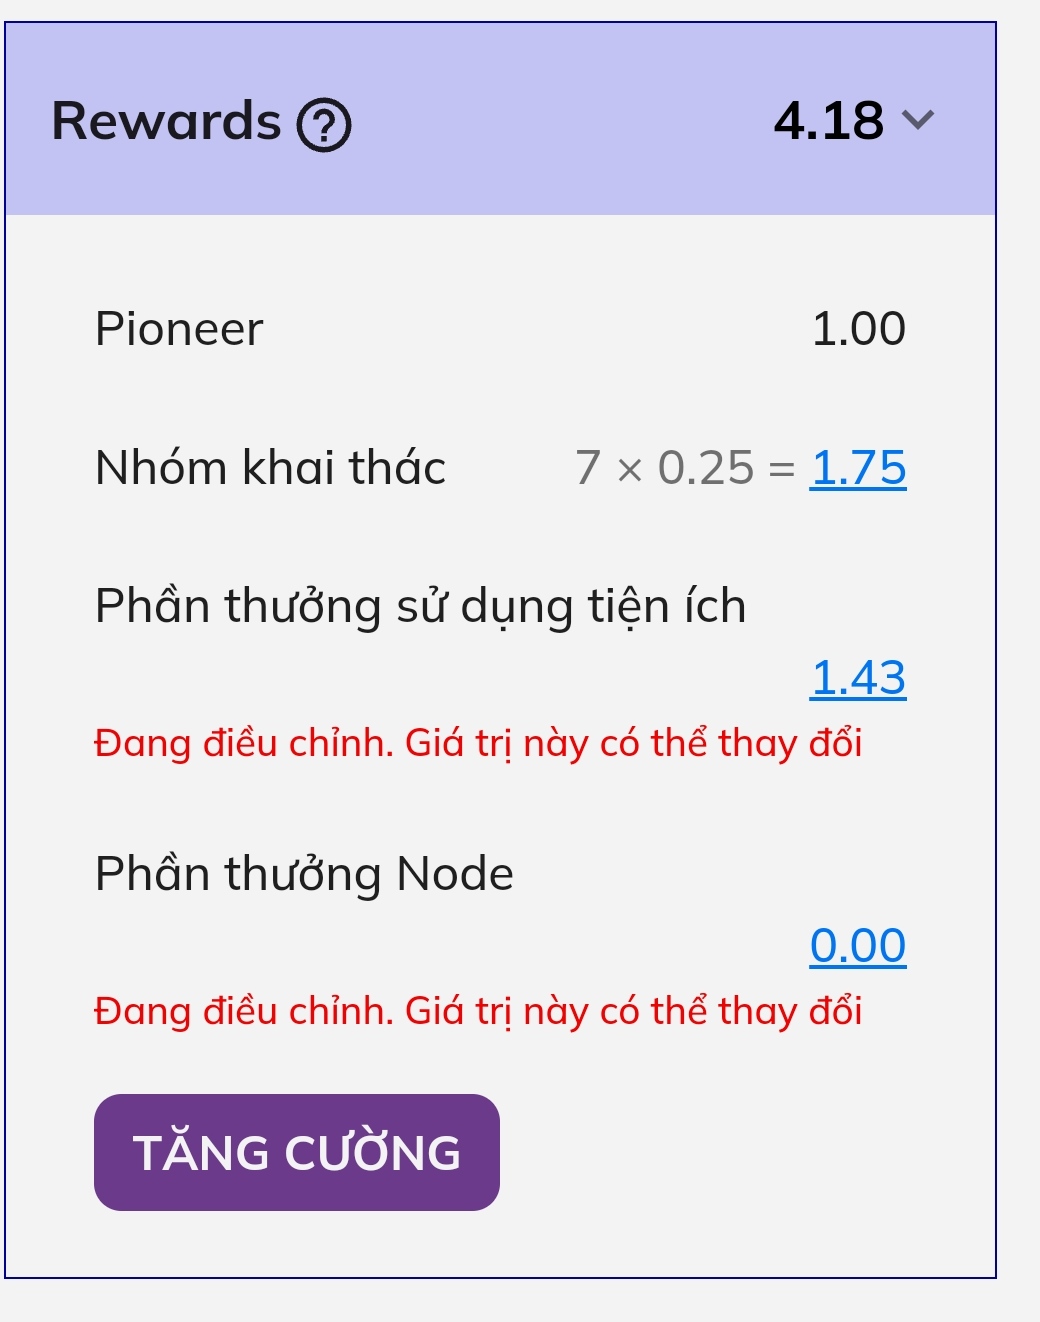 Rewards ? 4.18
Pioneer 1.00
Nhóm khai thác 7 × 0.25 = 1.75
Phần thưởng sử dụng tiện ích
1.43
Đang điều chỉnh. Giá trị này có thể thay đổi
Phần thưởng Node
0.00
Đang điều chỉnh. Giá trị này có thể thay đổi
TĂNG CƯỜNG